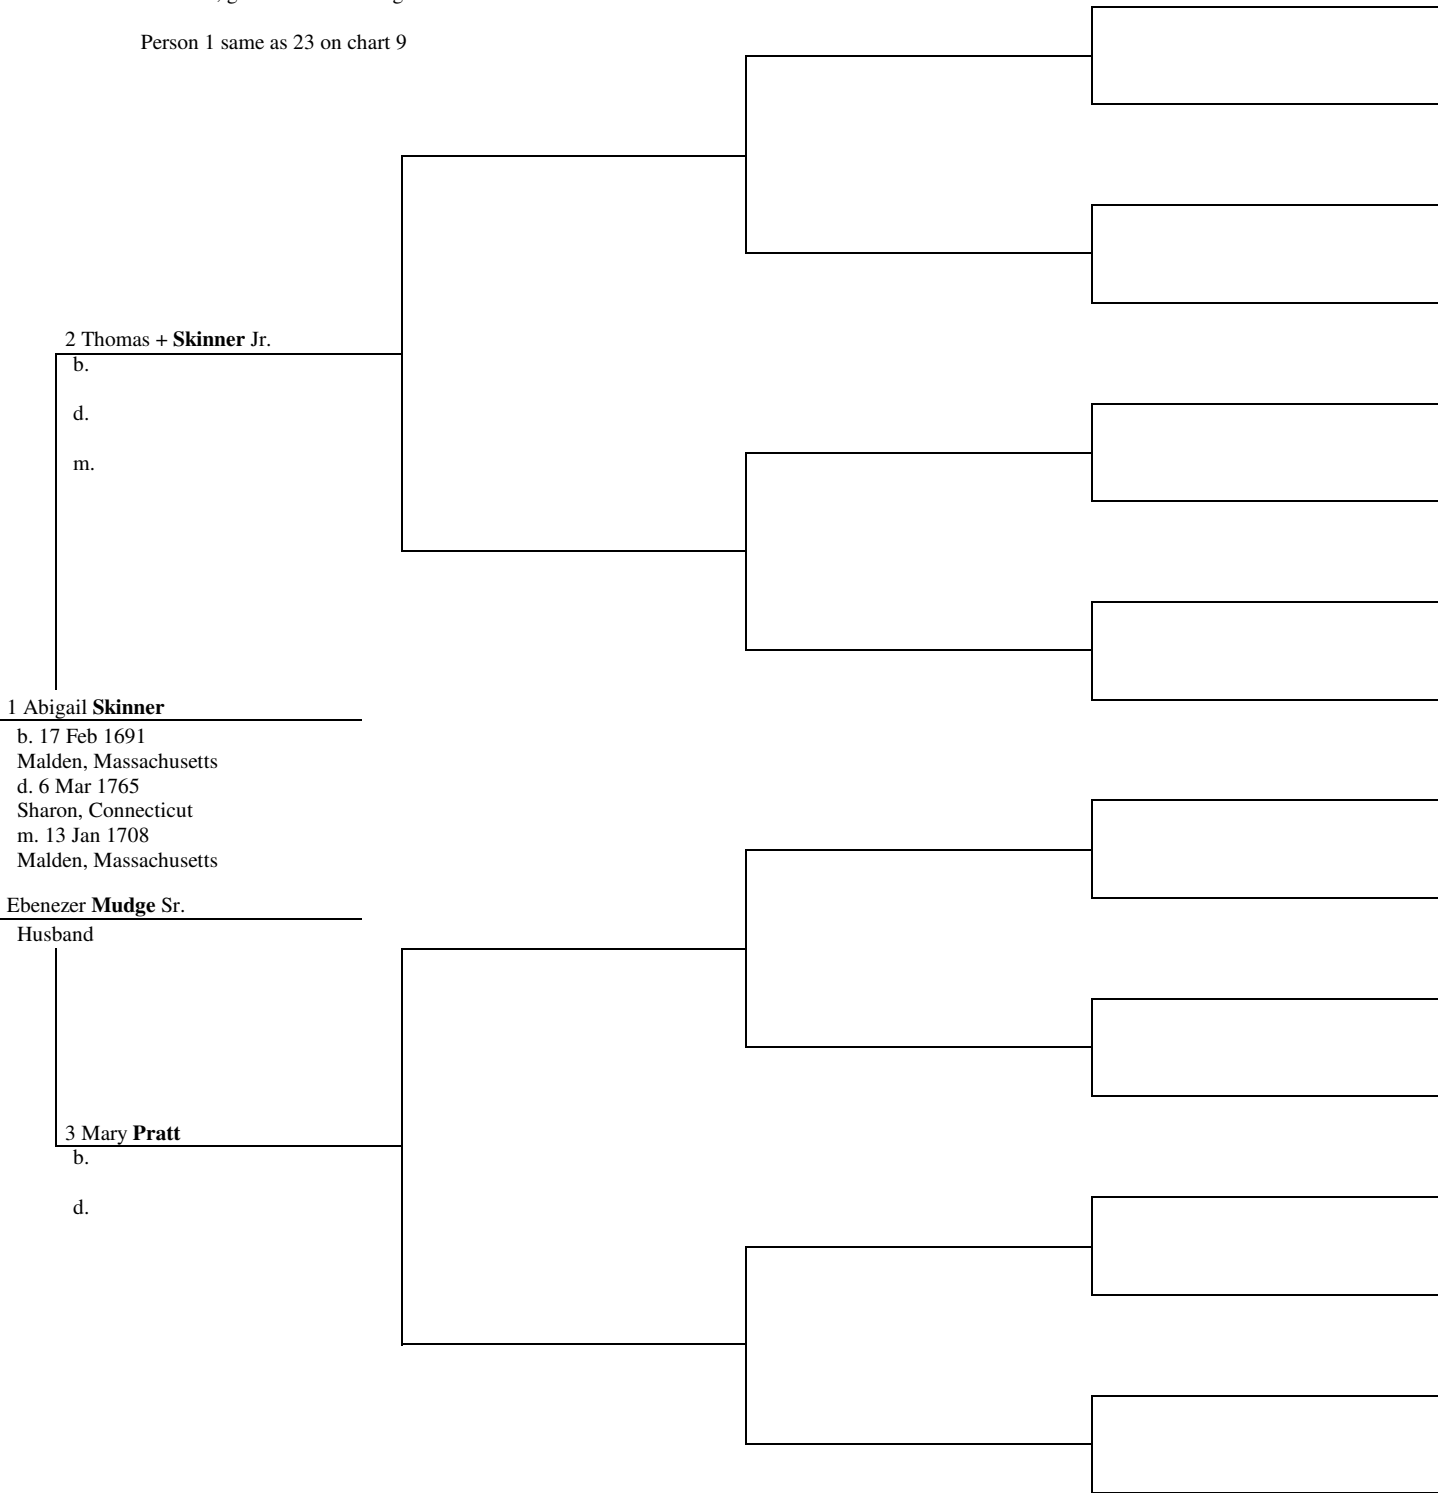 Person 1 same as 23 on chart 9
2 Thomas + Skinner Jr.
b.
d.
m.
1 Abigail Skinner
b. 17 Feb 1691
Malden, Massachusetts
d. 6 Mar 1765
Sharon, Connecticut
m. 13 Jan 1708
Malden, Massachusetts
Ebenezer Mudge Sr.
Husband
3 Mary Pratt
b.
d.